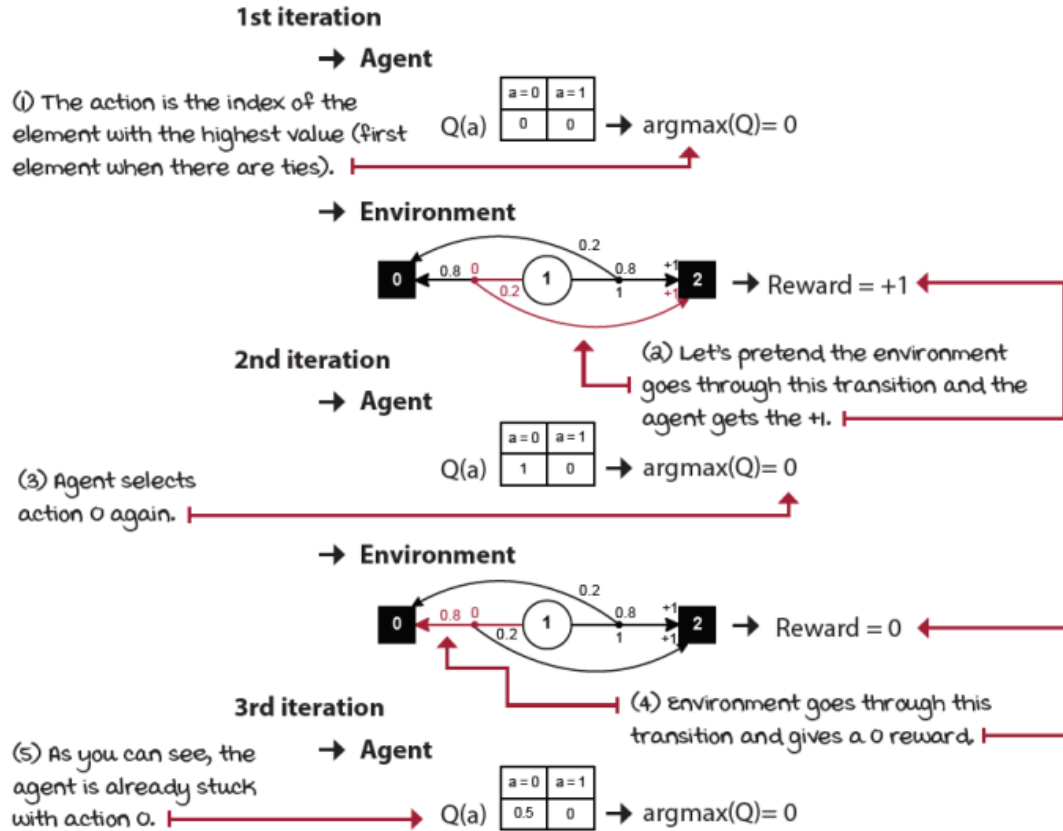 1st iteration
→ Agent
(1) The action is the index of the
element with the highest value (first
element when there are ties).
a = 0 a = 1
Q(a) 0 0 → argmax(Q)= 0
→ Environment
0.2
0 0.8 0 0.2 1 0.8 1 +1 +1 2 → Reward = +1
2nd iteration
(2) Let's pretend the environment
goes through this transition and the
agent gets the +1.
→ Agent
a = 0 a = 1
Q(a) 1 0 → argmax(Q)= 0
(3) Agent selects
action 0 again.
→ Environment
0.2
0 0.8 0 0.2 1 0.8 1 +1 +1 2 → Reward = 0
(4) Environment goes through this
transition and gives a 0 reward.
3rd iteration
→ Agent
(5) As you can see, the
agent is already stuck
with action 0.
a = 0 a = 1
Q(a) 0.5 0 → argmax(Q)= 0